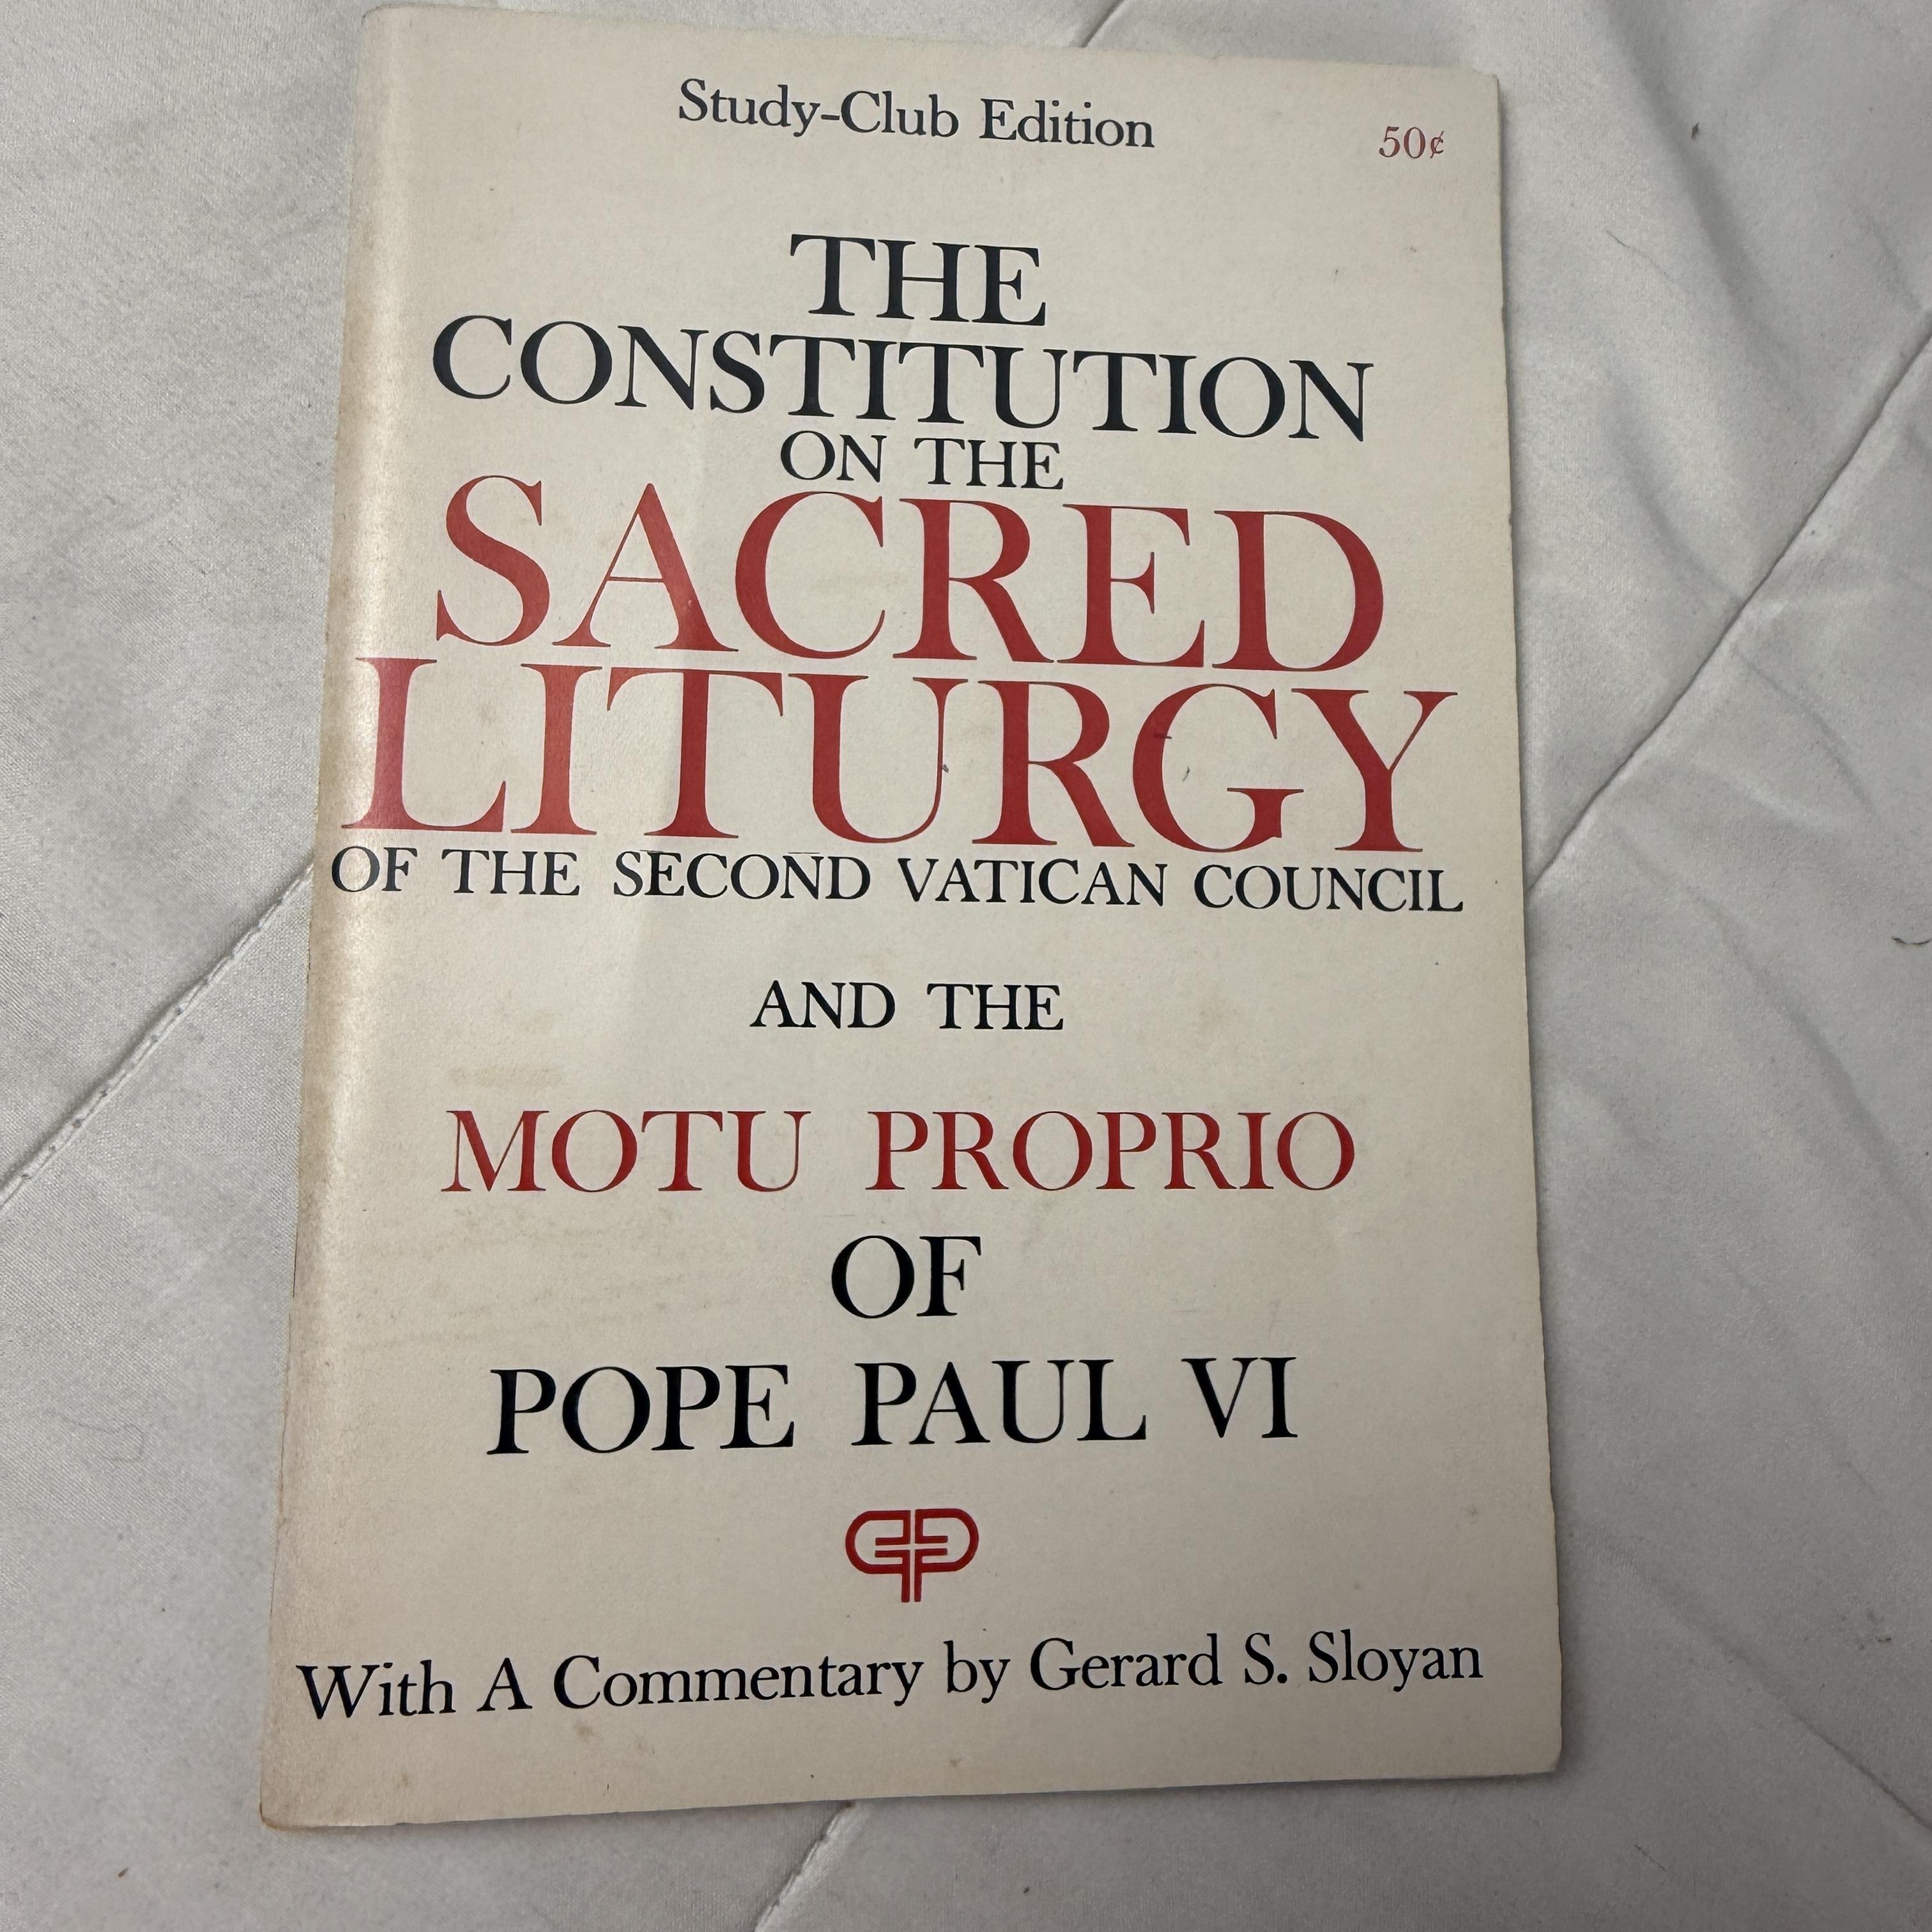 Study-Club Edition
50¢
THE
CONSTITUTION
ON THE
SACRED
LITURGY
OF THE SECOND VATICAN COUNCIL
AND THE
MOTU PROPRIO
OF
POPE PAUL VI
With A Commentary by Gerard S. Sloyan